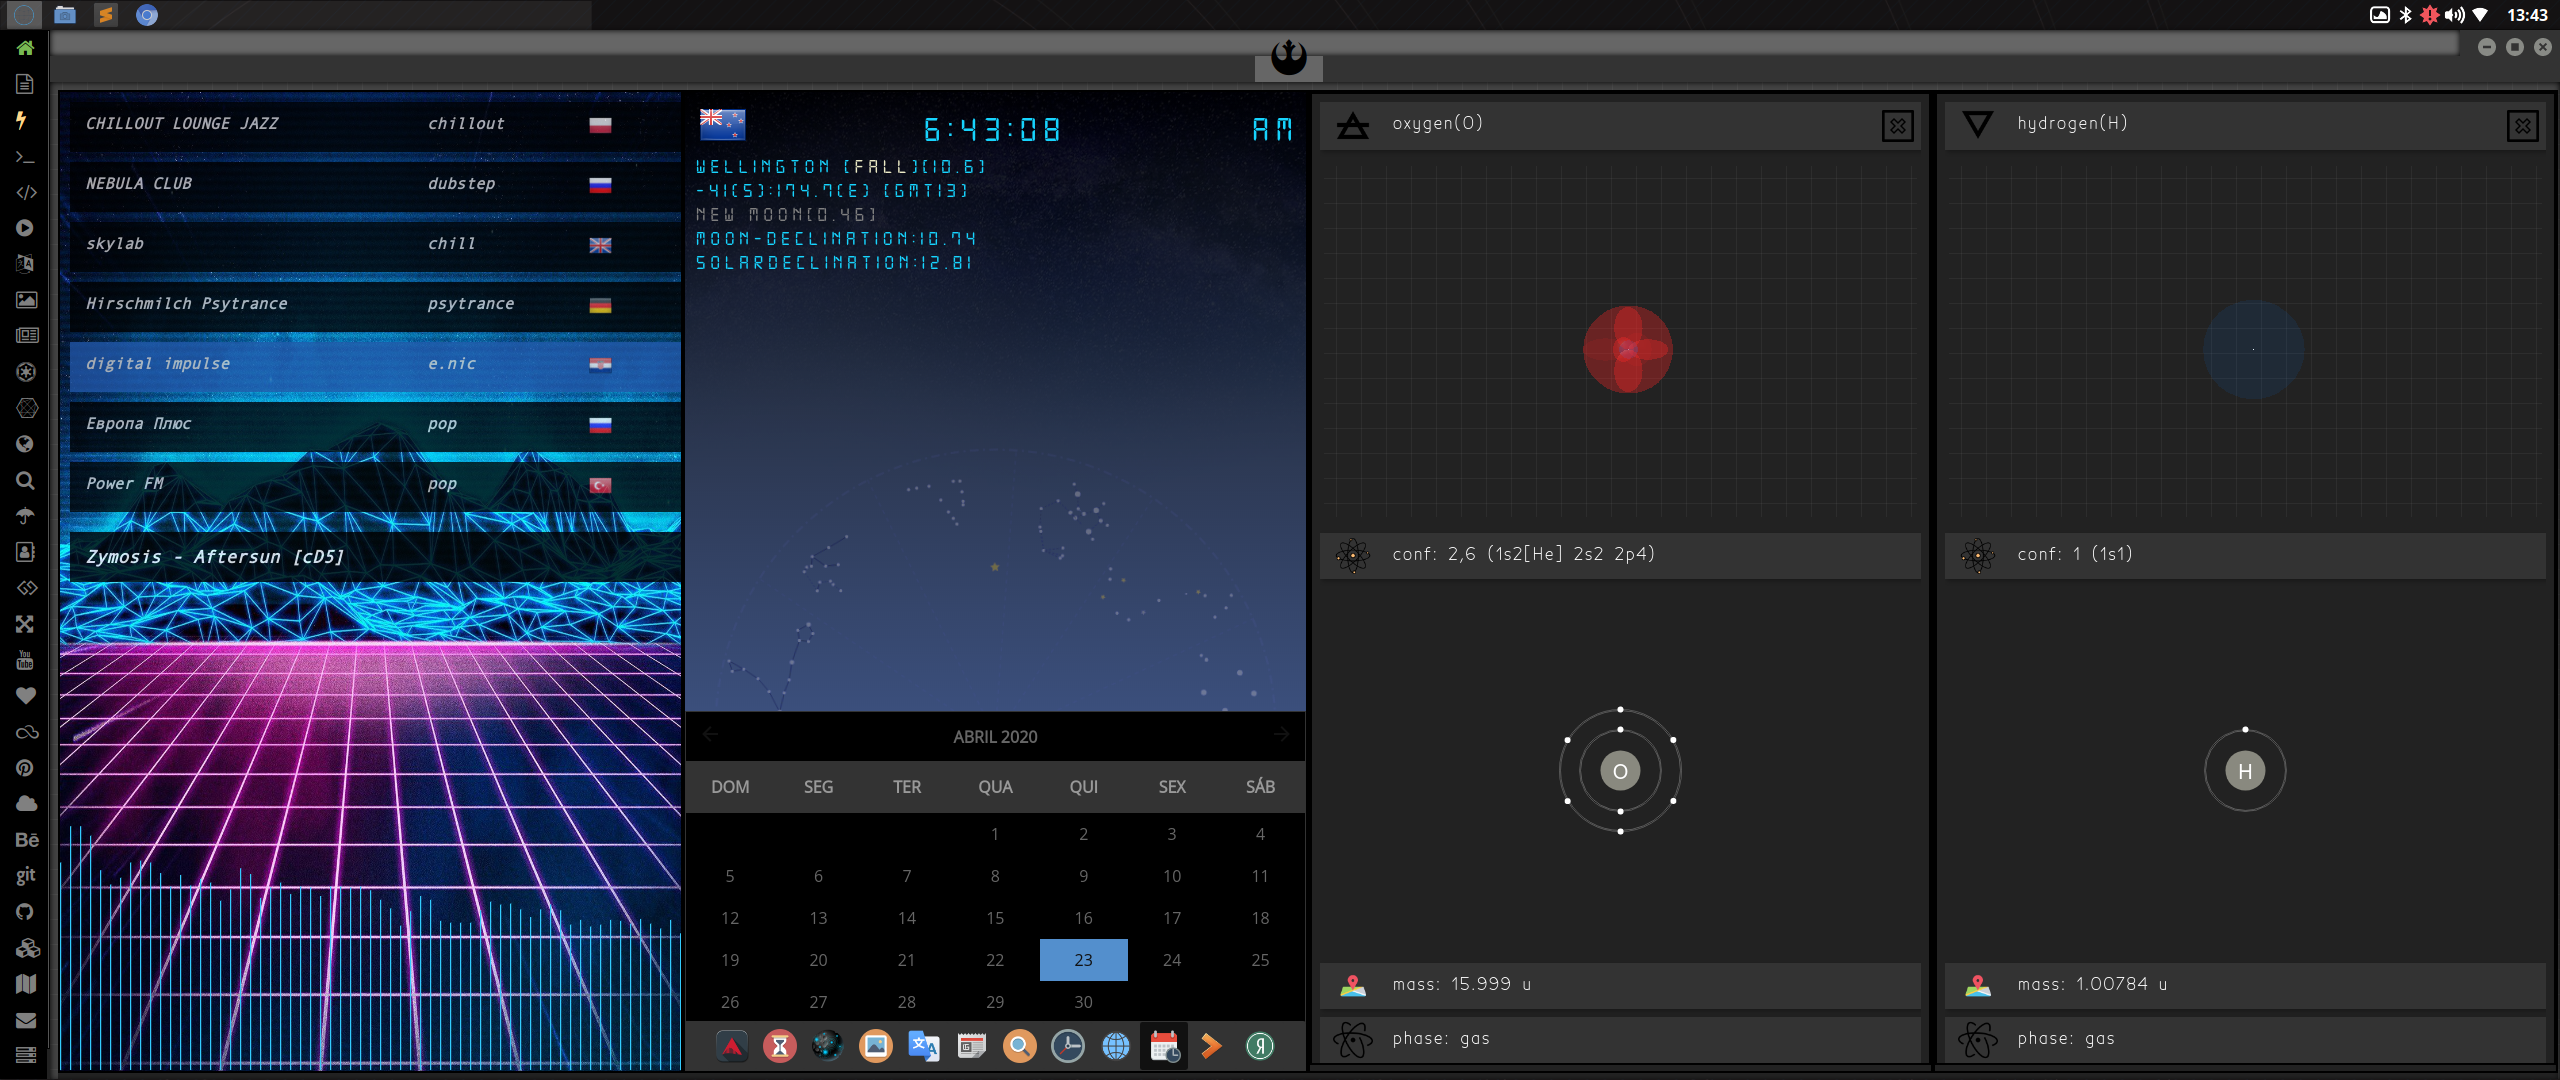 13:43
CHILLOUT LOUNGE JAZZ chillout
NEBULA CLUB dubstep
skylab chill
Hirschmilch Psytrance psytrance
digital impulse e.nic
Европа Плюс pop
Power FM pop
Zymosis - Aftersun [cD5]
You
Tube
Bē
git
6:43:08 AM
WELLINGTON [FALL][10.6]
-41(S):174.7(E) [GMT13]
NEW MOON[0.46]
MOON-DECLINATION:10.74
SOLARDECLINATION:12.81
ABRIL 2020
DOM SEG TER QUA QUI SEX SÁB
1 2 3 4
5 6 7 8 9 10 11
12 13 14 15 16 17 18
19 20 21 22 23 24 25
26 27 28 29 30
oxygen(O)
conf: 2,6 (1s2[He] 2s2 2p4)
O
mass: 15.999 u
phase: gas
hydrogen(H)
conf: 1 (1s1)
H
mass: 1.00784 u
phase: gas